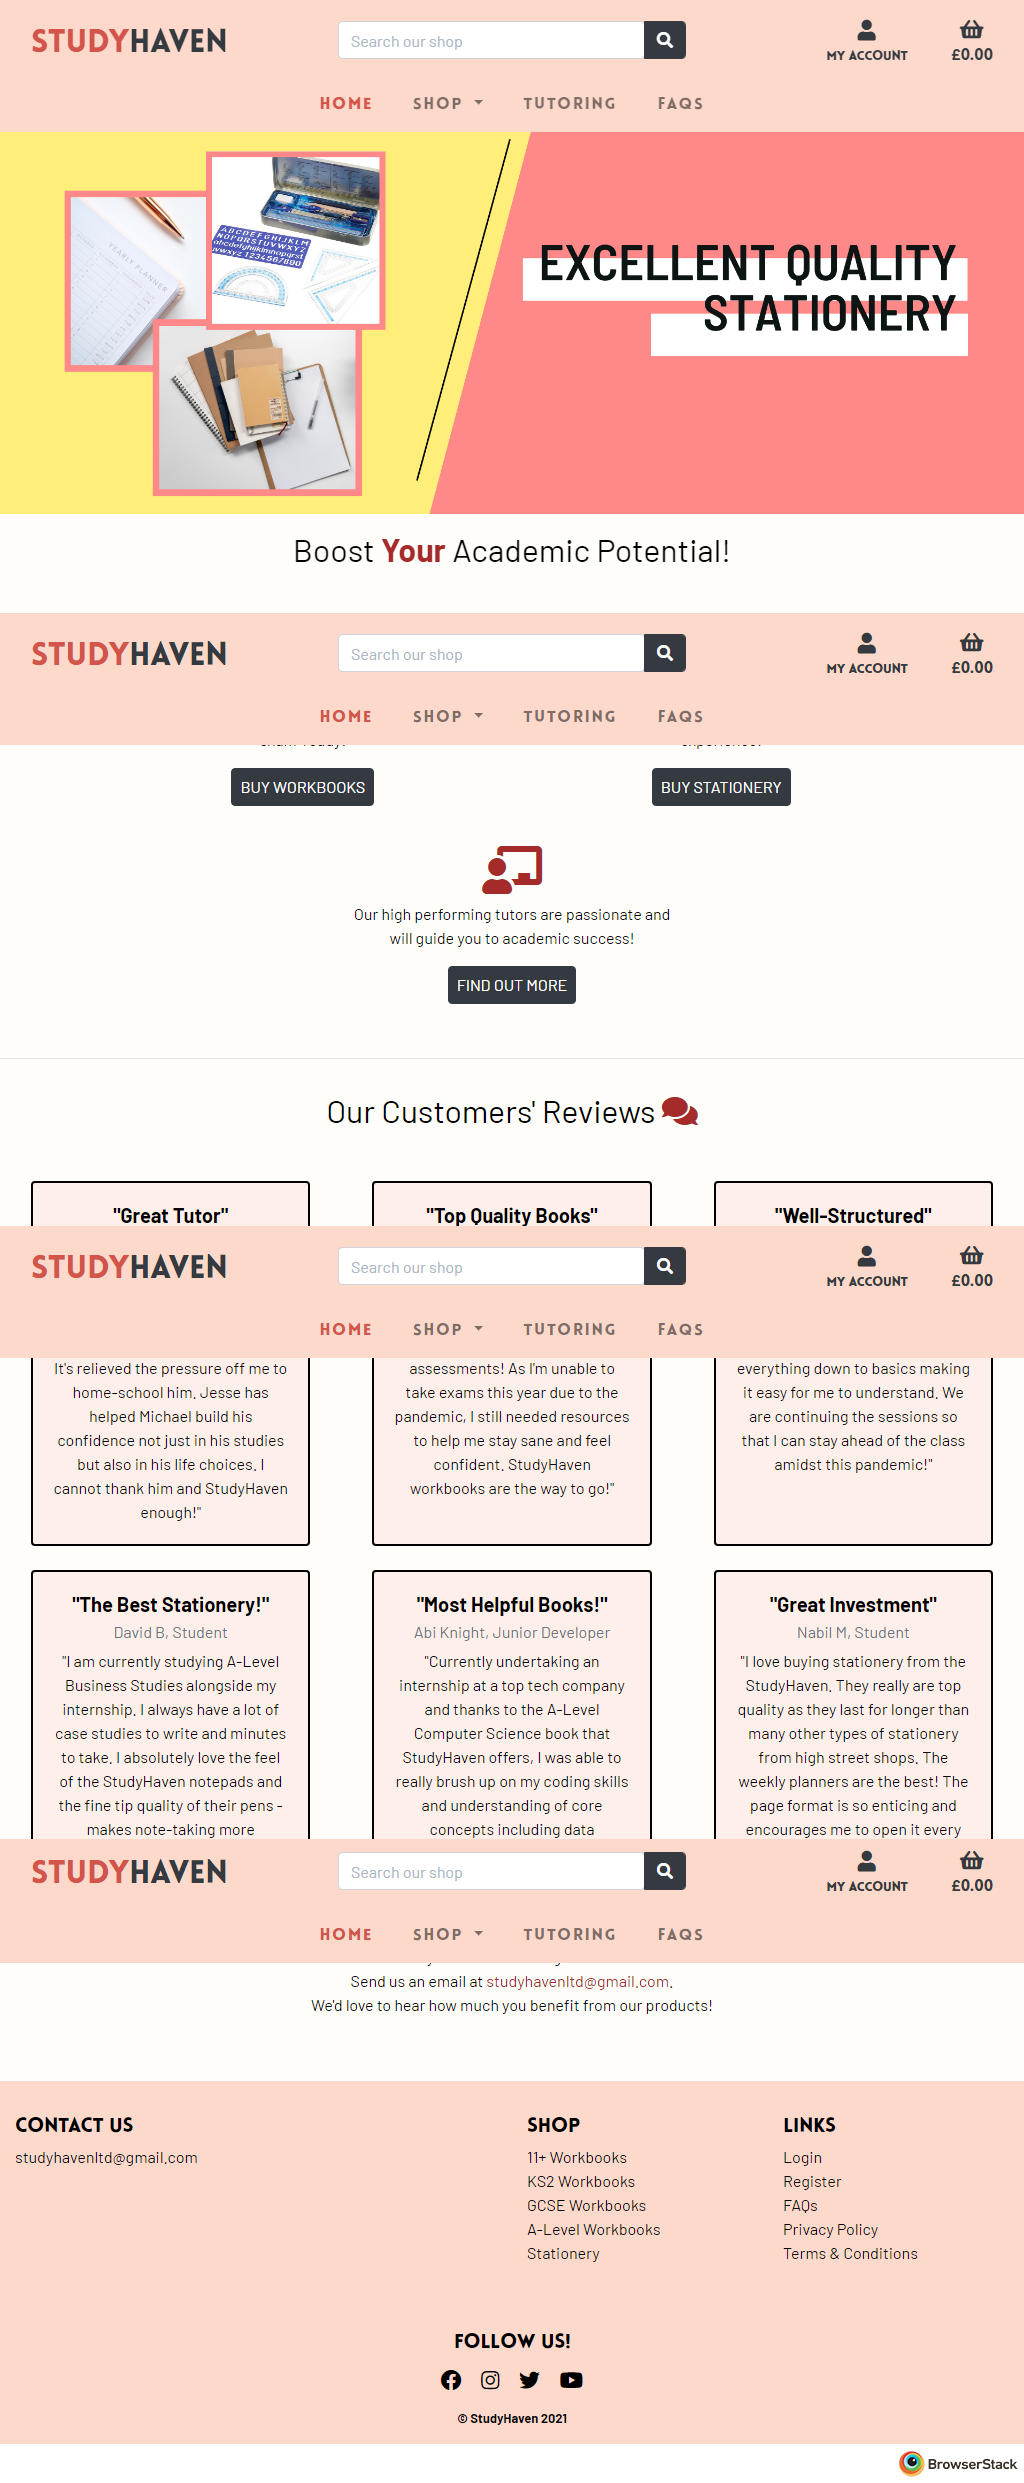 STUDYHAVEN
Search our shop
MY ACCOUNT
£0.00
HOME SHOP TUTORING FAQS
YEARLY PLANNER
ABCDEFGHIJKLM
NOPQRSTUVWXYZ
abcdefghijklm
nopqrstuvwxyz
1234567890
EXCELLENT QUALITY
STATIONERY
Boost Your Academic Potential!
STUDYHAVEN
Search our shop
MY ACCOUNT
£0.00
HOME SHOP TUTORING FAQS
BUY WORKBOOKS
BUY STATIONERY
Our high performing tutors are passionate and
will guide you to academic success!
FIND OUT MORE
Our Customers' Reviews
"Great Tutor"
"Top Quality Books"
"Well-Structured"
STUDYHAVEN
Search our shop
MY ACCOUNT
£0.00
HOME SHOP TUTORING FAQS
It's relieved the pressure off me to
home-school him. Jesse has
helped Michael build his
confidence not just in his studies
but also in his life choices. I
cannot thank him and StudyHaven
enough!"
assessments! As I'm unable to
take exams this year due to the
pandemic, I still needed resources
to help me stay sane and feel
confident. StudyHaven
workbooks are the way to go!"
everything down to basics making
it easy for me to understand. We
are continuing the sessions so
that I can stay ahead of the class
amidst this pandemic!"
"The Best Stationery!"
David B, Student
"I am currently studying A-Level
Business Studies alongside my
internship. I always have a lot of
case studies to write and minutes
to take. I absolutely love the feel
of the StudyHaven notepads and
the fine tip quality of their pens -
makes note-taking more
"Most Helpful Books!"
Abi Knight, Junior Developer
"Currently undertaking an
internship at a top tech company
and thanks to the A-Level
Computer Science book that
StudyHaven offers, I was able to
really brush up on my coding skills
and understanding of core
concepts including data
"Great Investment"
Nabil M, Student
"I love buying stationery from the
StudyHaven. They really are top
quality as they last for longer than
many other types of stationery
from high street shops. The
weekly planners are the best! The
page format is so enticing and
encourages me to open it every
STUDYHAVEN
Search our shop
MY ACCOUNT
£0.00
HOME SHOP TUTORING FAQS
Send us an email at studyhavenltd@gmail.com.
We'd love to hear how much you benefit from our products!
CONTACT US
studyhavenltd@gmail.com
SHOP
11+ Workbooks
KS2 Workbooks
GCSE Workbooks
A-Level Workbooks
Stationery
LINKS
Login
Register
FAQs
Privacy Policy
Terms & Conditions
FOLLOW US!
© StudyHaven 2021
BrowserStack